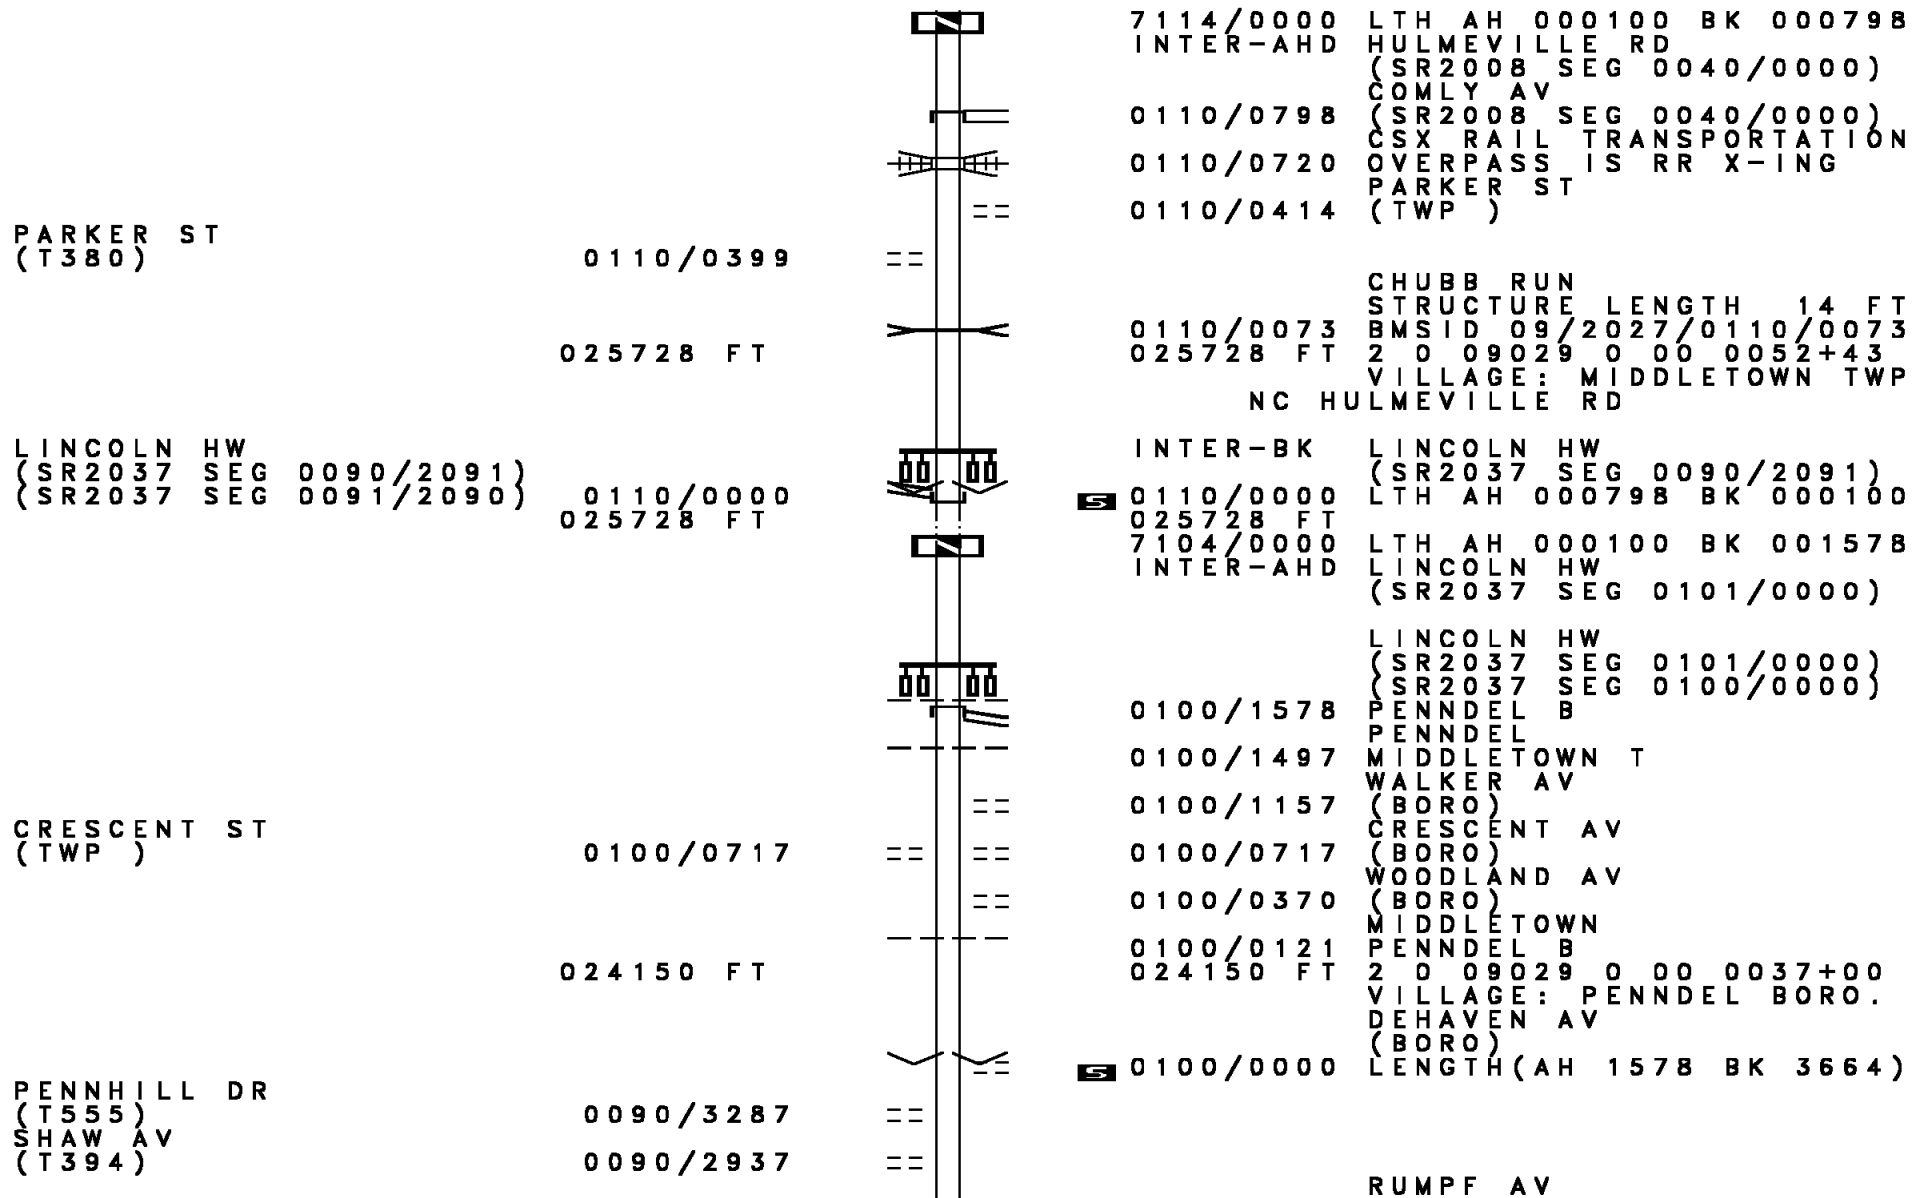 7114/0000 LTH AH 000100 BK 000798
INTER-AHD HULMEVILLE RD
(SR2008 SEG 0040/0000)
COMLY AV
0110/0798 (SR2008 SEG 0040/0000)
CSX RAIL TRANSPORTATION
0110/0720 OVERPASS IS RR X-ING
PARKER ST
0110/0414 (TWP )
PARKER ST
(T380) 0110/0399
CHUBB RUN
STRUCTURE LENGTH 14 FT
0110/0073 BMSID 09/2027/0110/0073
025728 FT 025728 FT 2 0 09029 0 00 0052+43
VILLAGE: MIDDLETOWN TWP
NC HULMEVILLE RD
LINCOLN HW INTER-BK LINCOLN HW
(SR2037 SEG 0090/2091) (SR2037 SEG 0090/2091)
(SR2037 SEG 0091/2090) 0110/0000 S 0110/0000 LTH AH 000798 BK 000100
025728 FT 025728 FT
7104/0000 LTH AH 000100 BK 001578
INTER-AHD LINCOLN HW
(SR2037 SEG 0101/0000)
LINCOLN HW
(SR2037 SEG 0101/0000)
(SR2037 SEG 0100/0000)
0100/1578 PENNDEL B
PENNDEL
0100/1497 MIDDLETOWN T
WALKER AV
0100/1157 (BORO)
CRESCENT ST CRESCENT AV
(TWP ) 0100/0717 0100/0717 (BORO)
WOODLAND AV
0100/0370 (BORO)
MIDDLETOWN
0100/0121 PENNDEL B
024150 FT 024150 FT 2 0 09029 0 00 0037+00
VILLAGE: PENNDEL BORO.
DEHAVEN AV
(BORO)
S 0100/0000 LENGTH(AH 1578 BK 3664)
PENNHILL DR
(T555) 0090/3287
SHAW AV
(T394) 0090/2937
RUMPF AV